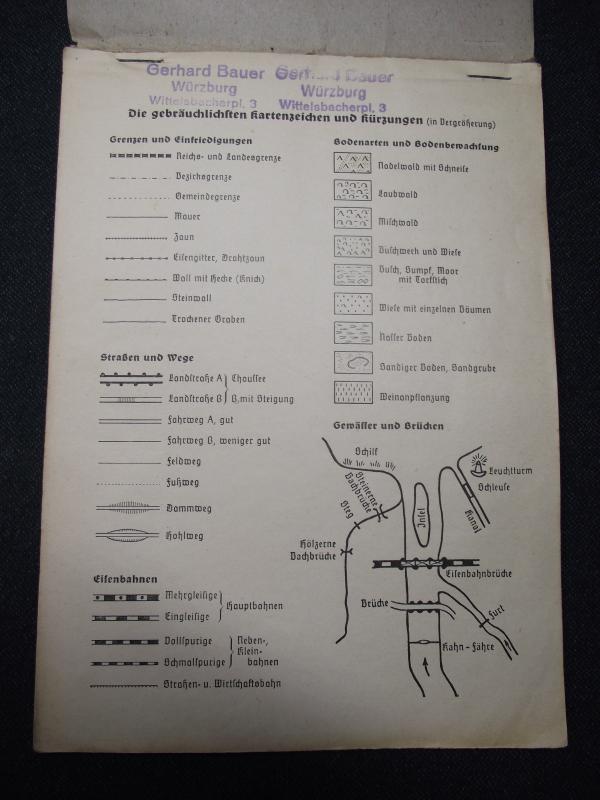 Gerhard Bauer Gerhard Bauer
Würzburg Würzburg
Wittelsbacherpl. 3 Wittelsbacherpl. 3
Die gebräuchlichsten Kartenzeichen und Kürzungen (in Vergrößerung)
Grenzen und Einfriedigungen
Reichs- und Landesgrenze
Bezirksgrenze
Gemeindegrenze
Mauer
Zaun
Eisengitter, Drahtzaun
Wall mit Hecke (Knick)
Steinwall
Trockener Graben
Straßen und Wege
Landstraße A
Landstraße B
Chaussee
B, mit Steigung
Fahrweg A, gut
Fahrweg B, weniger gut
Feldweg
Fußweg
Dammweg
Hohlweg
Eisenbahnen
Mehrgleisige
Eingleisige
Hauptbahnen
Vollspurige
Schmalspurige
Neben-,
Klein-
bahnen
Straßen- u. Wirtschaftsbahn
Bodenarten und Bodenbewachsung
Nadelwald mit Schneise
Laubwald
Mischwald
Buschwerk und Wiese
Busch, Sumpf, Moor
mit Torfstich
Wiese mit einzelnen Bäumen
Nasser Boden
Sandiger Boden, Sandgrube
Weinanpflanzung
Gewässer und Brücken
Schilf
Steinerne
Bachbrücke
Steg
Hölzerne
Bachbrücke
Insel
Leuchtturm
Schleuse
Kanal
Eisenbahnbrücke
Brücke
Furt
Kahn-Fähre